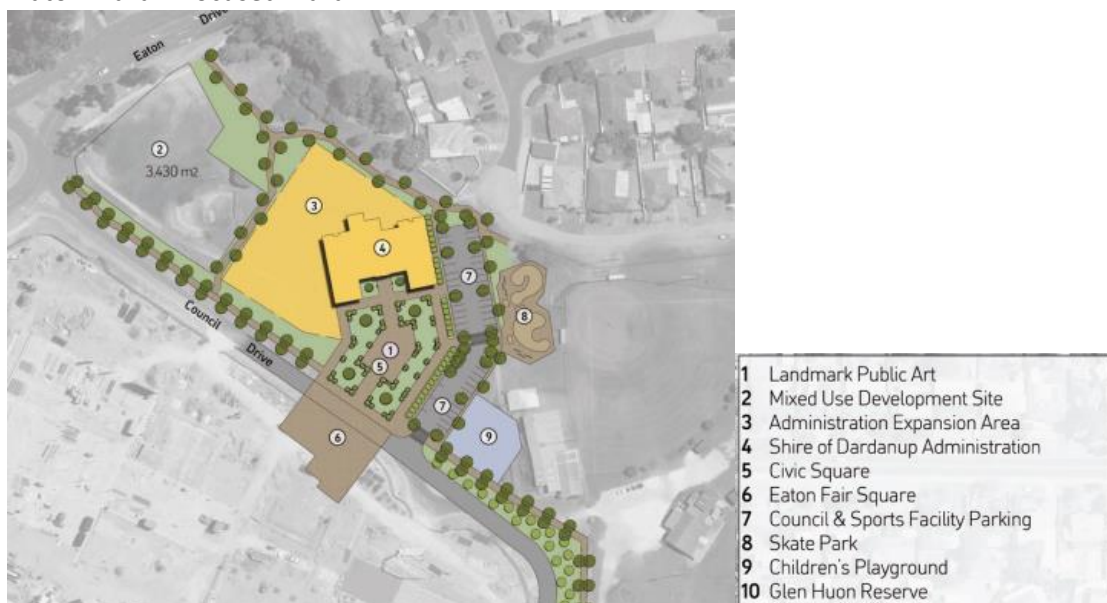 Eaton Drive
2
3,430 m2
3
4
7
8
1
5
Council Drive
6
7
9
1 Landmark Public Art
2 Mixed Use Development Site
3 Administration Expansion Area
4 Shire of Dardanup Administration
5 Civic Square
6 Eaton Fair Square
7 Council & Sports Facility Parking
8 Skate Park
9 Children's Playground
10 Glen Huon Reserve